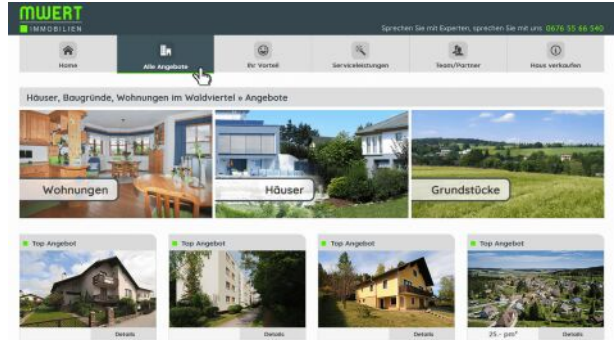 MWERT
IMMOBILIEN
Sprechen Sie mit Experten, sprechen Sie mit uns. 0676 55 66 540
Home
Alle Angebote
Ihr Vorteil
Serviceleistungen
Team/Partner
Haus verkaufen
Häuser, Baugründe, Wohnungen im Waldviertel » Angebote
Wohnungen
Häuser
Grundstücke
Top Angebot
Top Angebot
Top Angebot
Top Angebot
Details
Details
Details
25.- pm²
Details